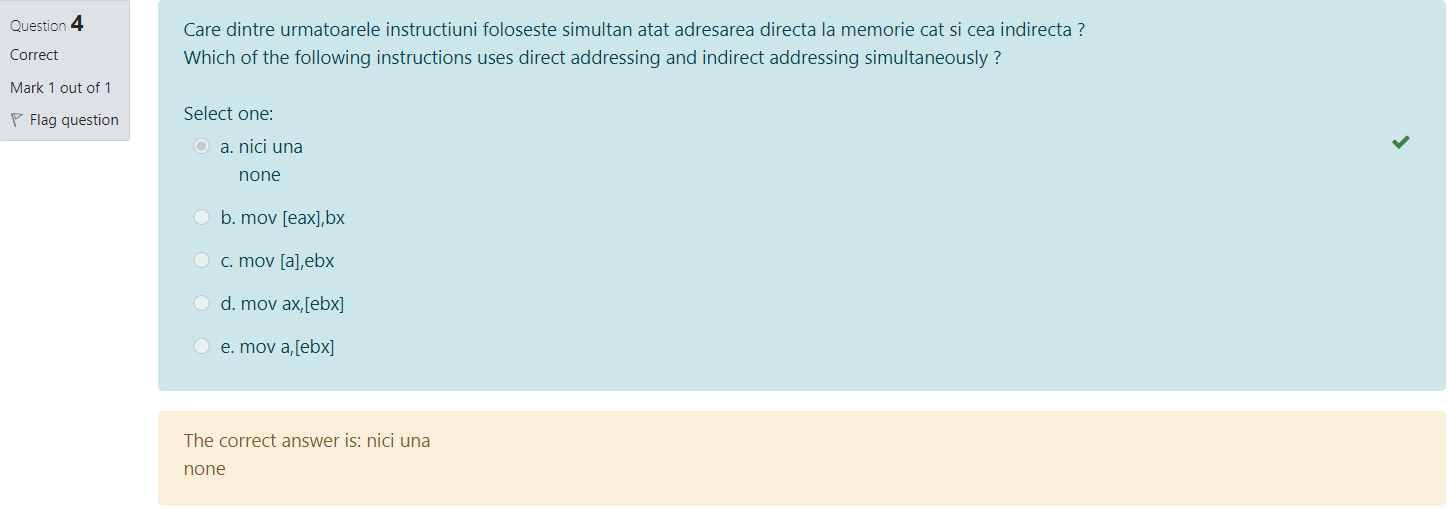 Question 4
Correct
Mark 1 out of 1
Flag question
Care dintre urmatoarele instructiuni foloseste simultan atat adresarea directa la memorie cat si cea indirecta ?
Which of the following instructions uses direct addressing and indirect addressing simultaneously ?
Select one:
a. nici una
none
b. mov [eax],bx
c. mov [a],ebx
d. mov ax,[ebx]
e. mov a,[ebx]
The correct answer is: nici una
none